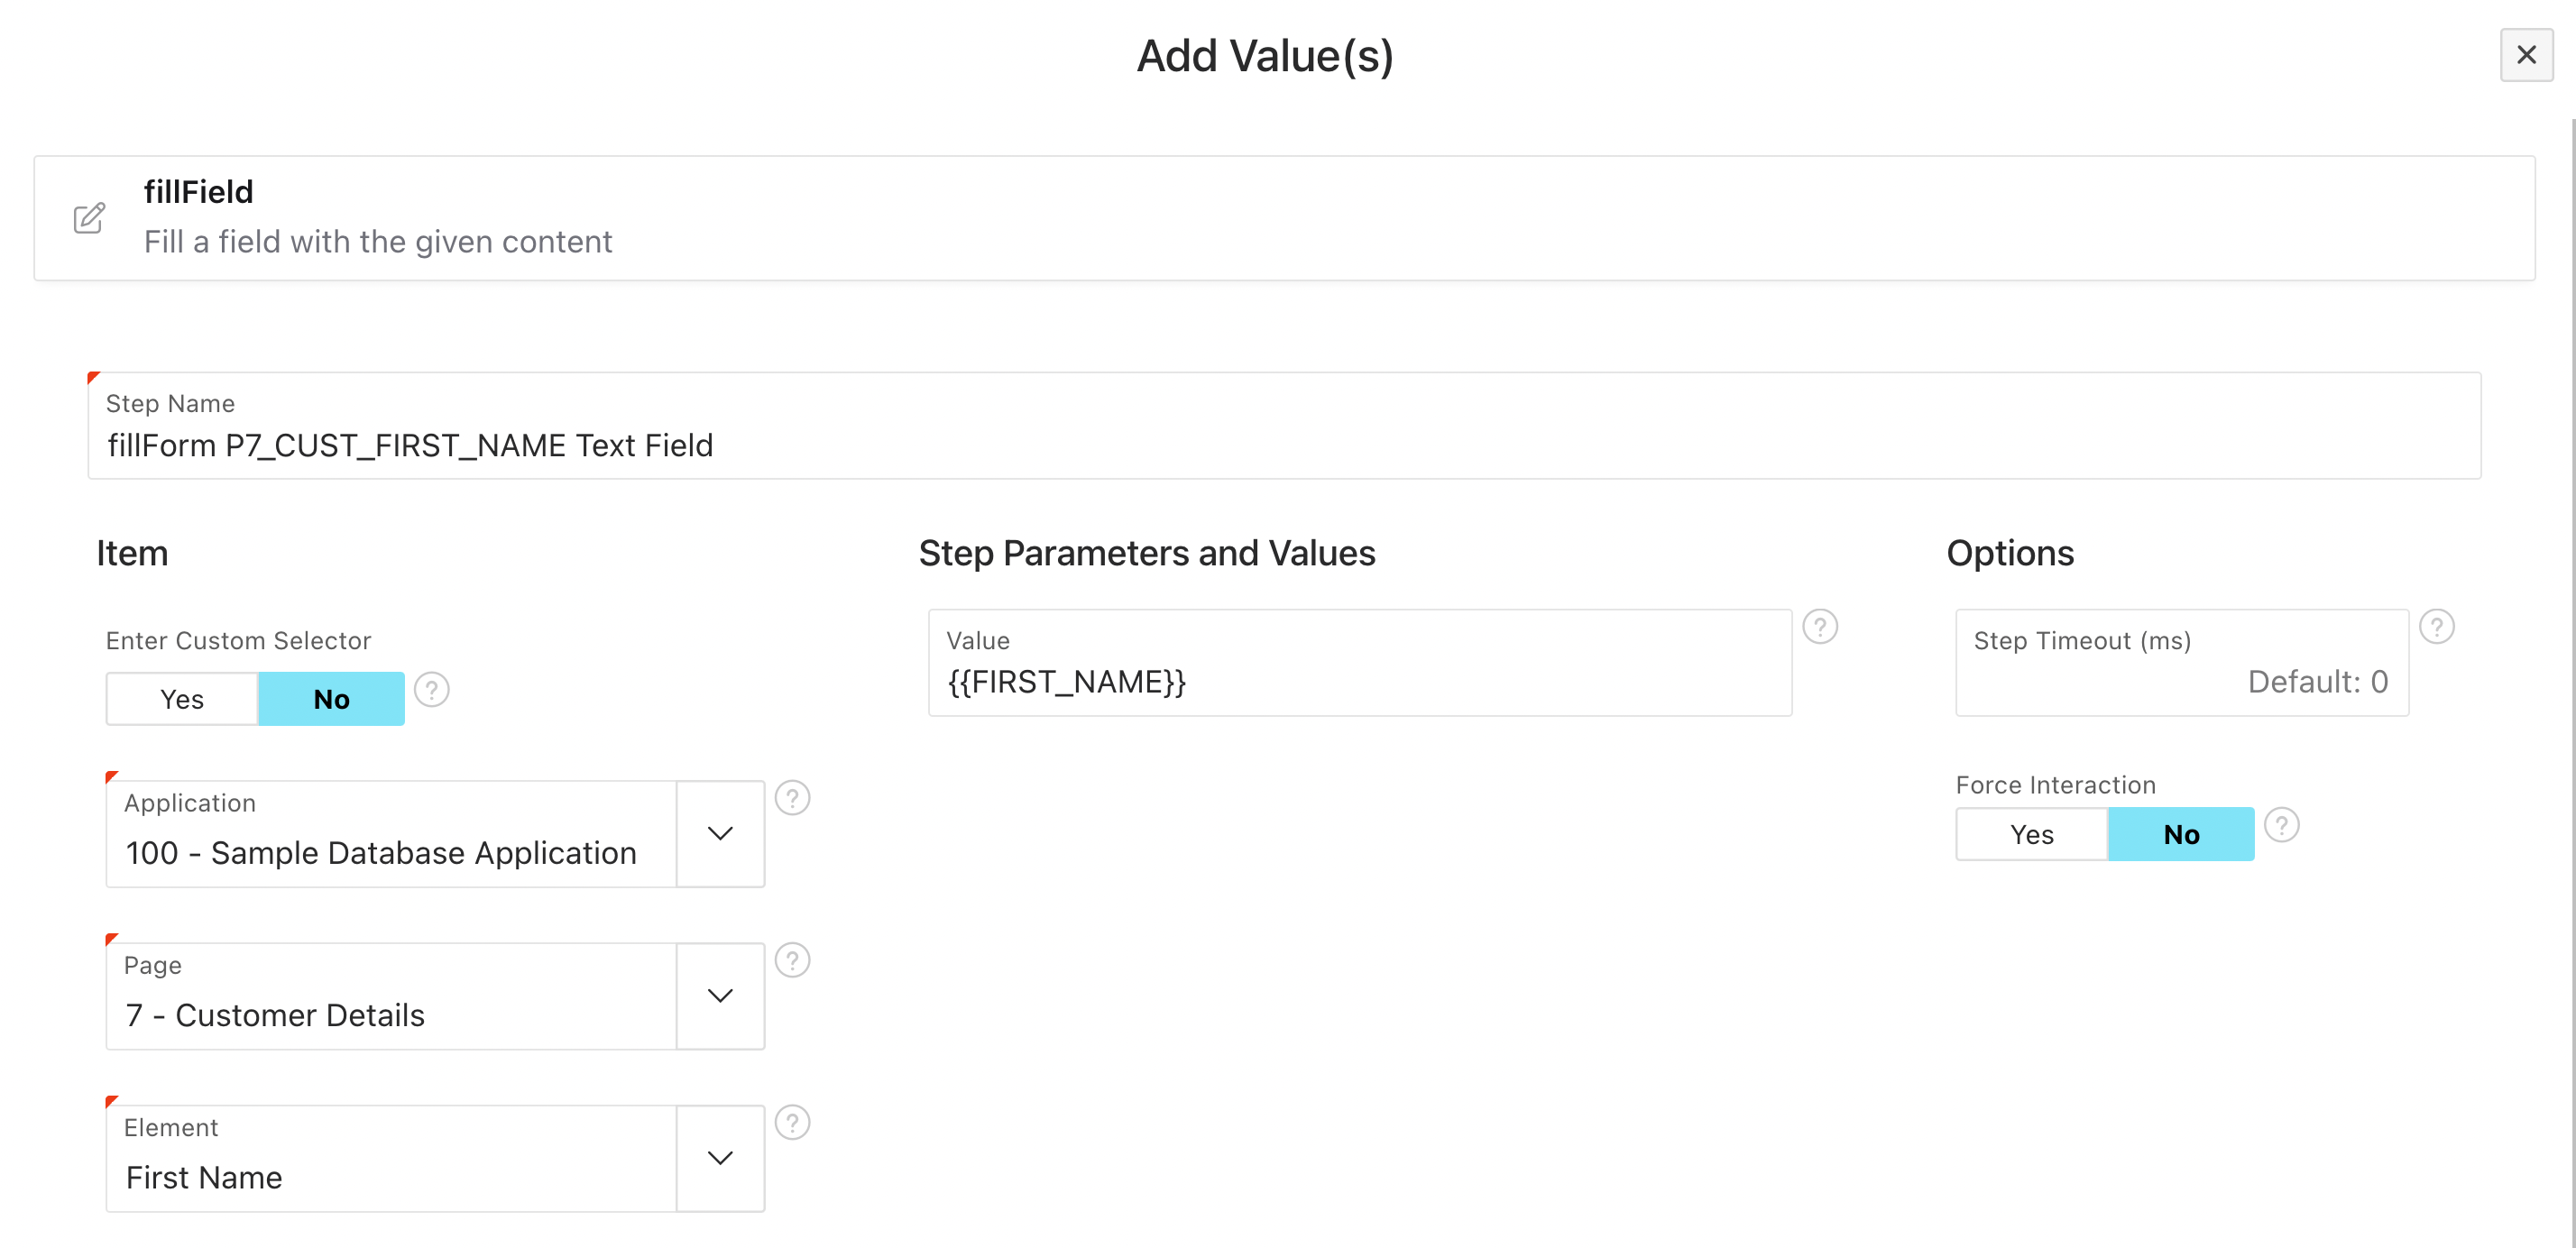 Add Value(s)
fillField
Fill a field with the given content
Step Name
fillForm P7_CUST_FIRST_NAME Text Field
Item
Enter Custom Selector
Yes No ?
Application
100 - Sample Database Application
?
Page
7 - Customer Details
?
Element
First Name
?
Step Parameters and Values
Value
{{FIRST_NAME}}
?
Options
Step Timeout (ms)
Default: 0
?
Force Interaction
Yes No ?